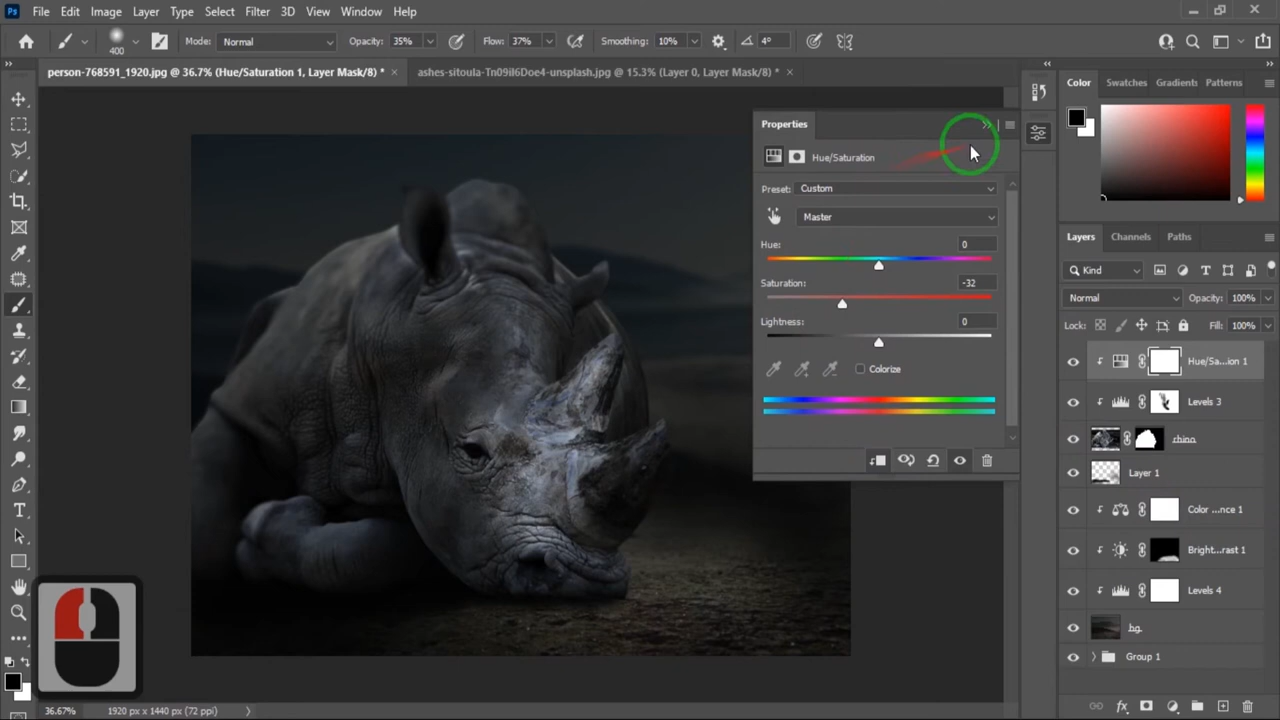 Ps File Edit Image Layer Type Select Filter 3D View Window Help
400 Mode: Normal Opacity: 35% Flow: 37% Smoothing: 10% 4°
person-768591_1920.jpg @ 36.7% (Hue/Saturation 1, Layer Mask/8) * × ashes-sitoula-Tn09iI6Doe4-unsplash.jpg @ 15.3% (Layer 0, Layer Mask/8) * ×
Properties
Hue/Saturation
Preset: Custom
Master
Hue: 0
Saturation: -32
Lightness: 0
Colorize
Color Swatches Gradients Patterns
Layers Channels Paths
Kind
Normal Opacity: 100%
Lock: Fill: 100%
Hue/Sa...ion 1
Levels 3
rhino
Layer 1
Color ...nce 1
Bright...rast 1
Levels 4
bg
Group 1
36.67% 1920 px x 1440 px (72 ppi)